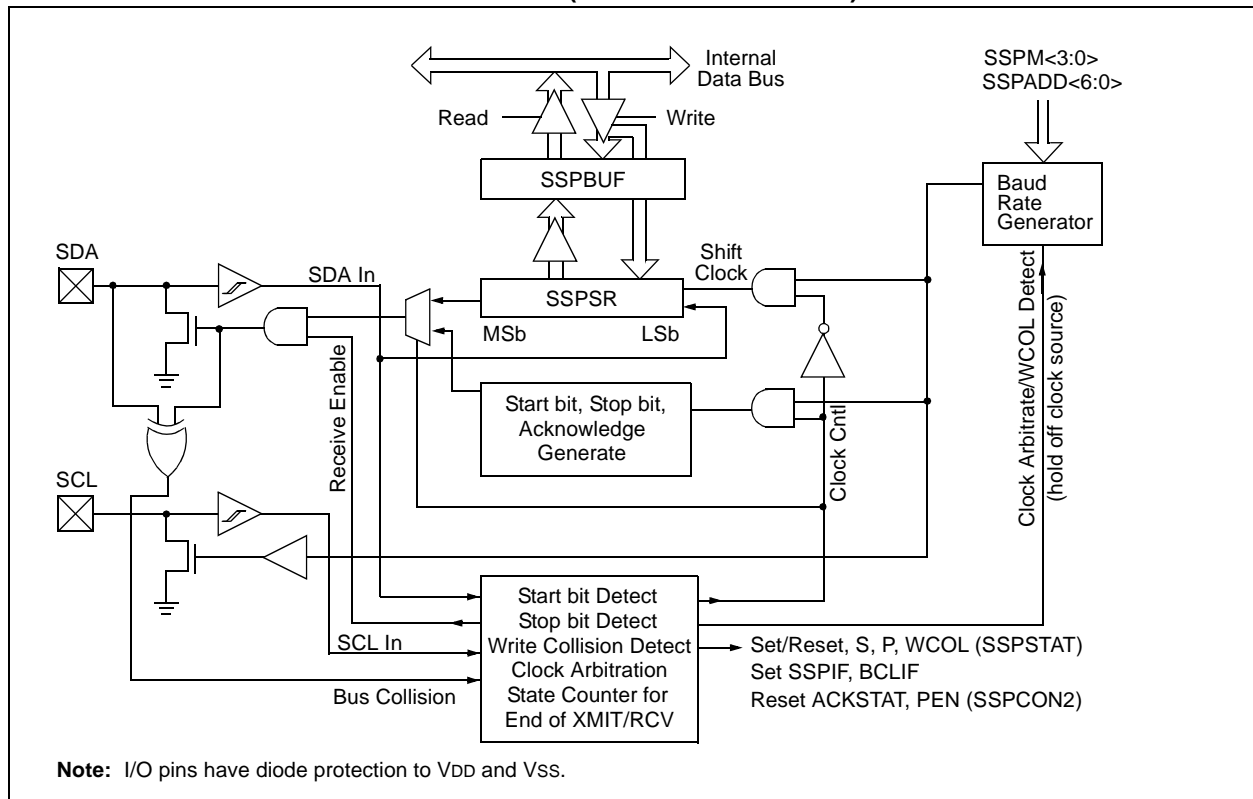 Internal
Data Bus
Read
Write
SSPM<3:0>
SSPADD<6:0>
SSPBUF
Baud
Rate
Generator
SDA
SDA In
Shift
Clock
SSPSR
MSb
LSb
Receive Enable
Start bit, Stop bit,
Acknowledge
Generate
Clock Cntl
Clock Arbitrate/WCOL Detect
(hold off clock source)
SCL
SCL In
Bus Collision
Start bit Detect
Stop bit Detect
Write Collision Detect
Clock Arbitration
State Counter for
End of XMIT/RCV
Set/Reset, S, P, WCOL (SSPSTAT)
Set SSPIF, BCLIF
Reset ACKSTAT, PEN (SSPCON2)
Note: I/O pins have diode protection to VDD and VSS.